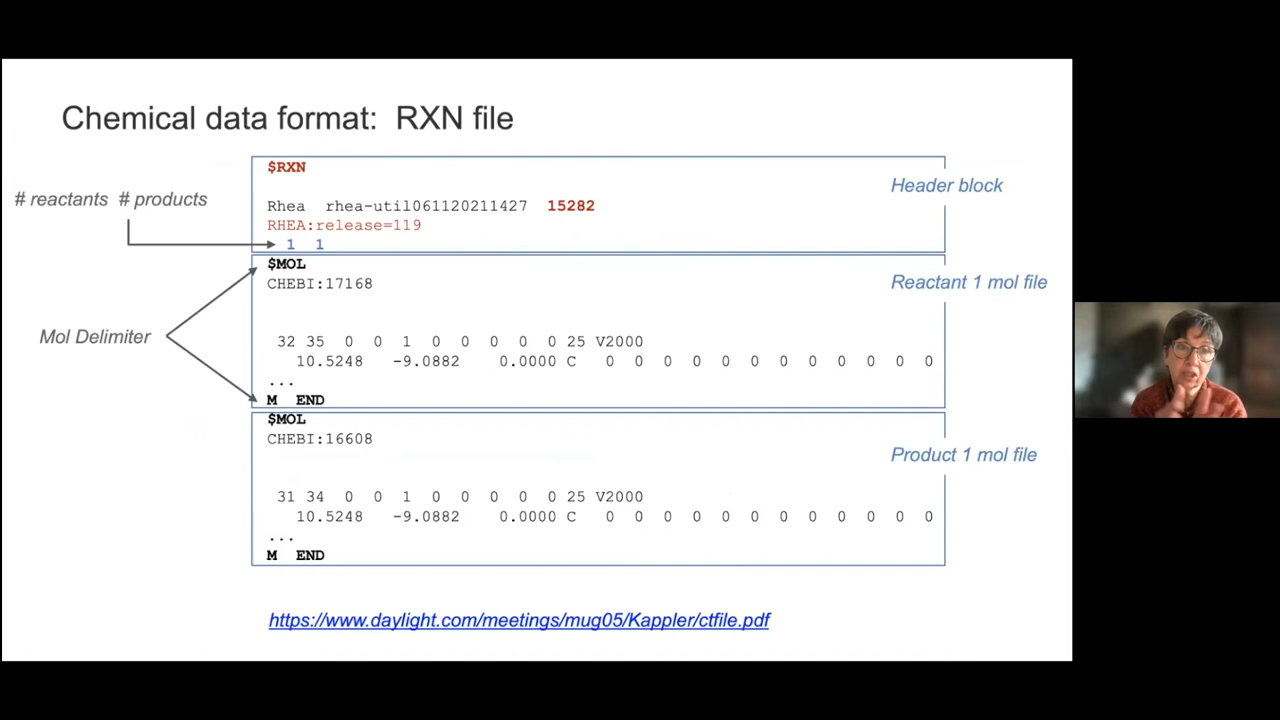 Chemical data format: RXN file
$RXN
Header block
# reactants # products
Rhea rhea-util061120211427 15282
RHEA:release=119
1 1
$MOL
CHEBI:17168
Reactant 1 mol file
Mol Delimiter
32 35 0 0 1 0 0 0 0 0 25 V2000
10.5248 -9.0882 0.0000 C 0 0 0 0 0 0 0 0 0 0 0 0
...
M END
$MOL
CHEBI:16608
Product 1 mol file
31 34 0 0 1 0 0 0 0 0 25 V2000
10.5248 -9.0882 0.0000 C 0 0 0 0 0 0 0 0 0 0 0 0
...
M END
https://www.daylight.com/meetings/mug05/Kappler/ctfile.pdf